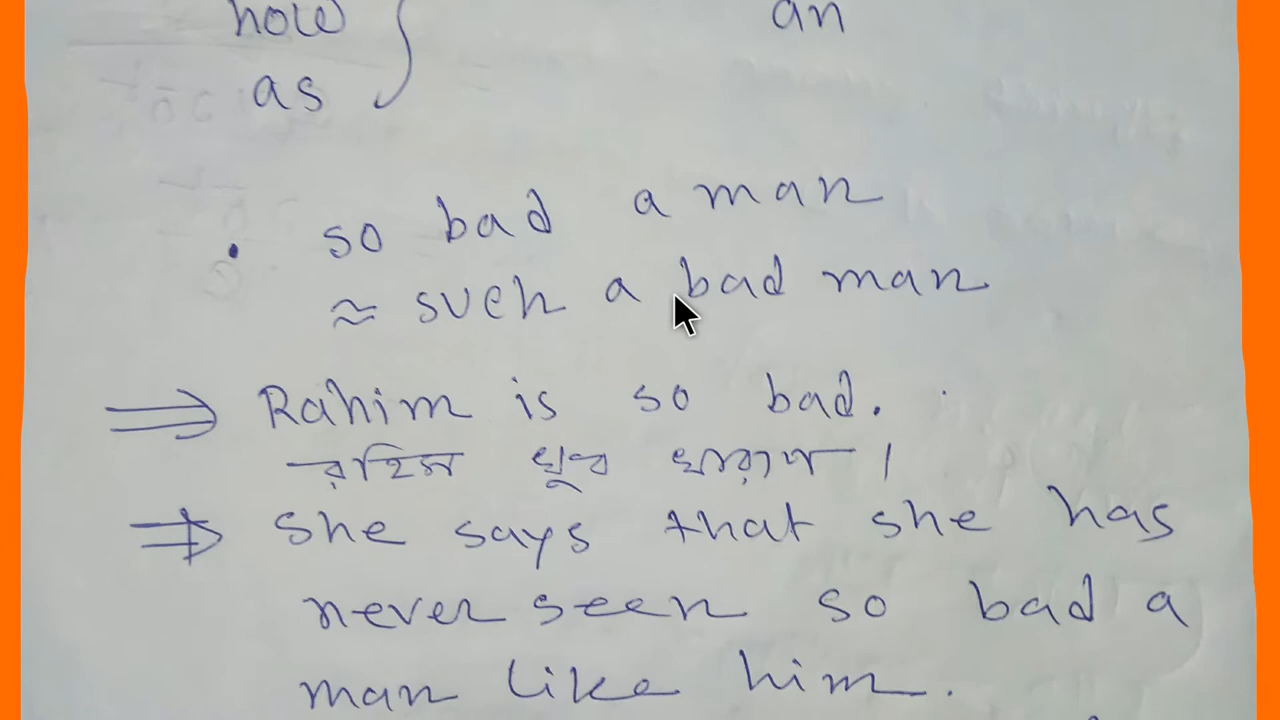 how
an
as
so bad a man
≈ such a bad man
⇒ Rahim is so bad.
রহিম খুব খারাপ।
⇒ She says that she has
never seen so bad a
man like him.